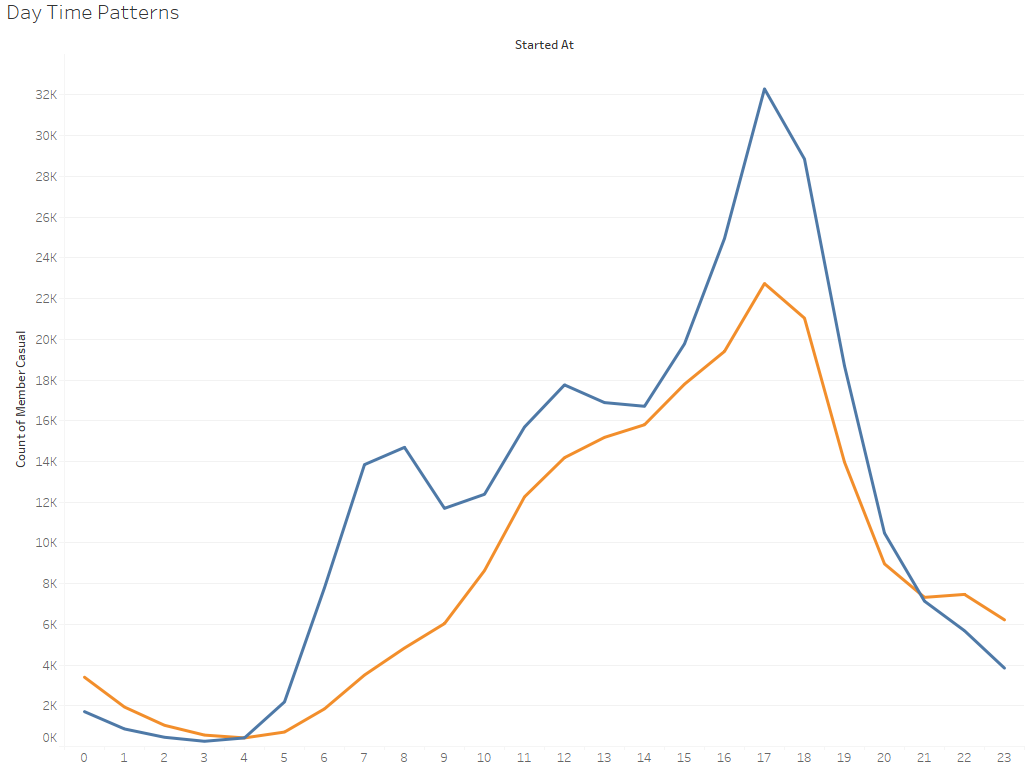 Day Time Patterns
Started At
32K
30K
28K
26K
24K
22K
20K
18K
16K
14K
12K
10K
8K
6K
4K
2K
0K
Count of Member Casual
0 1 2 3 4 5 6 7 8 9 10 11 12 13 14 15 16 17 18 19 20 21 22 23